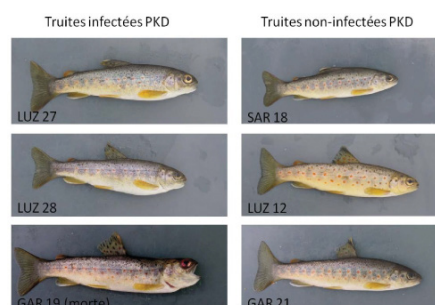 Truites infectées PKD
Truites non-infectées PKD
LUZ 27
SAR 18
LUZ 28
LUZ 12
GAR 19 (morte)
GAR 21